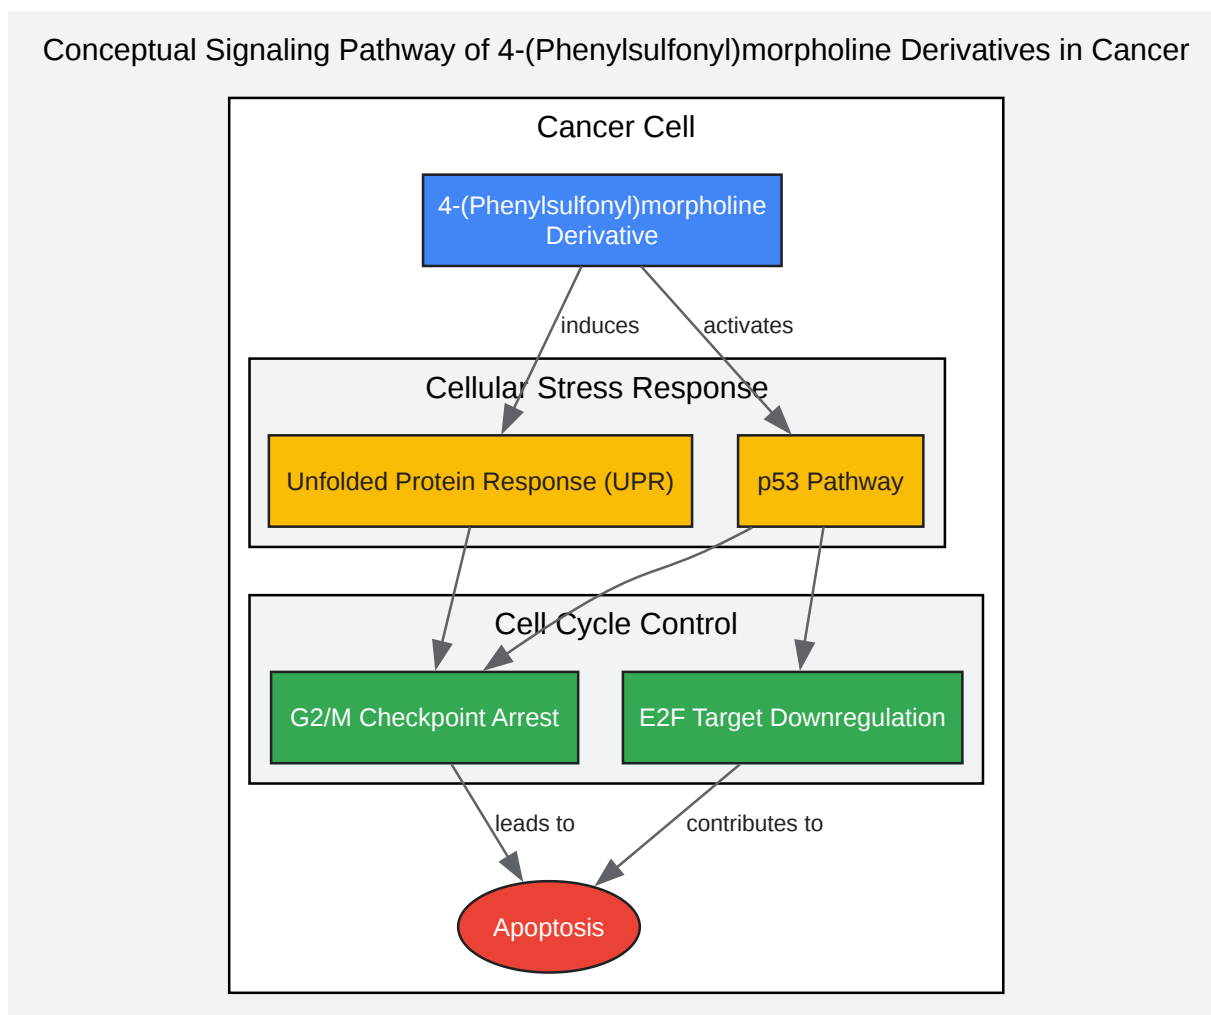 Conceptual Signaling Pathway of 4-(Phenylsulfonyl)morpholine Derivatives in Cancer
Cancer Cell
4-(Phenylsulfonyl)morpholine
Derivative
induces
activates
Cellular Stress Response
Unfolded Protein Response (UPR)
p53 Pathway
Cell Cycle Control
G2/M Checkpoint Arrest
E2F Target Downregulation
leads to
contributes to
Apoptosis